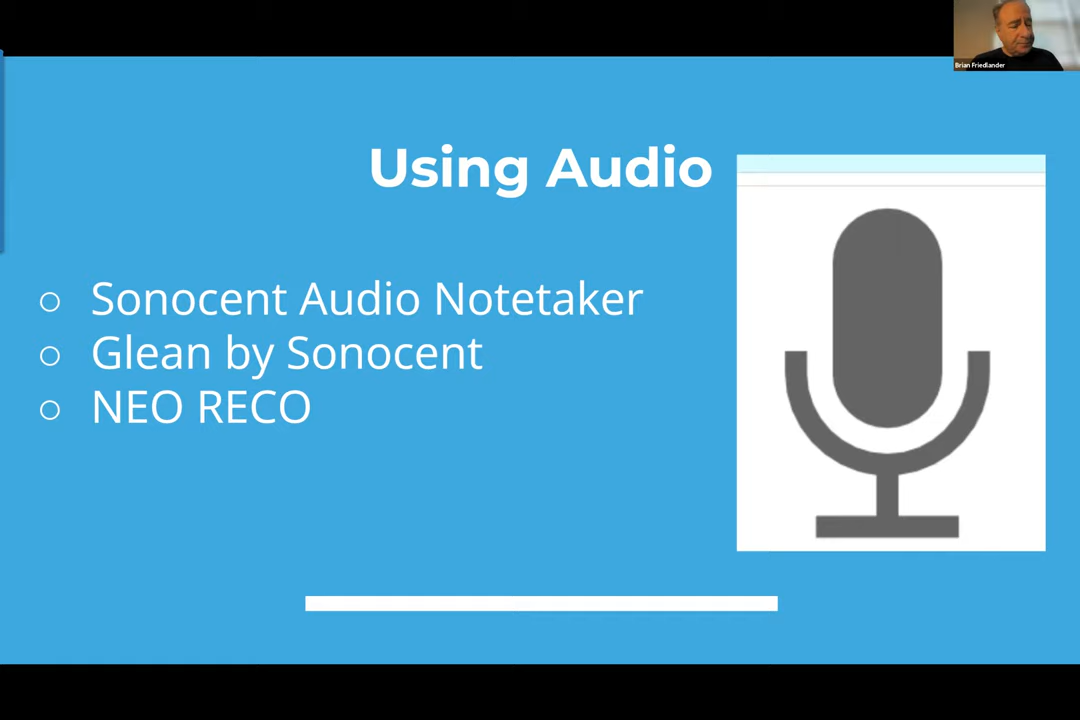 Brian Friedlander
Using Audio
Sonocent Audio Notetaker
Glean by Sonocent
NEO RECO